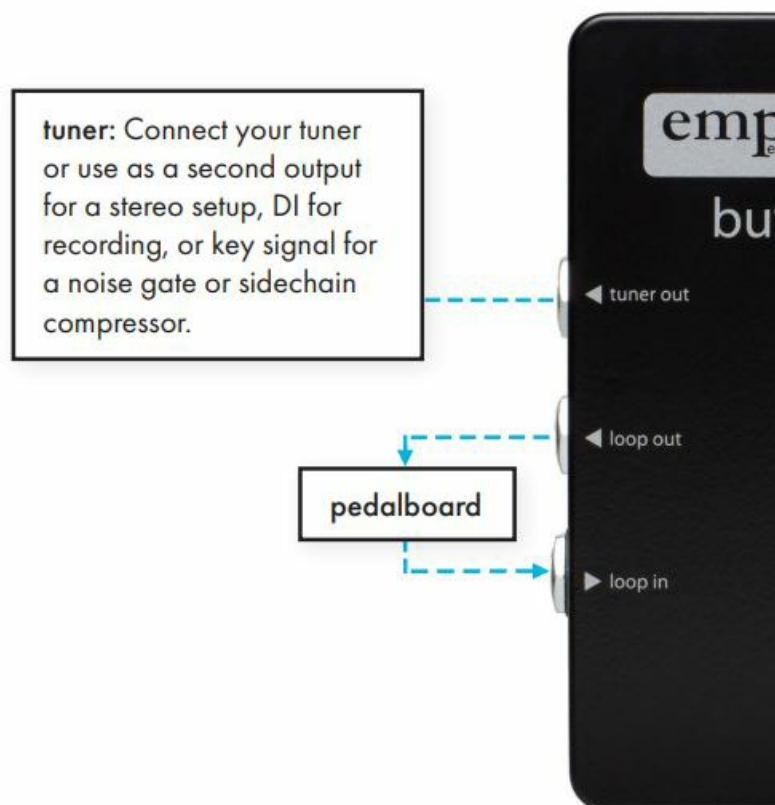 tuner: Connect your tuner
or use as a second output
for a stereo setup, DI for
recording, or key signal for
a noise gate or sidechain
compressor.
emp
e
bu
tuner out
loop out
pedalboard
loop in